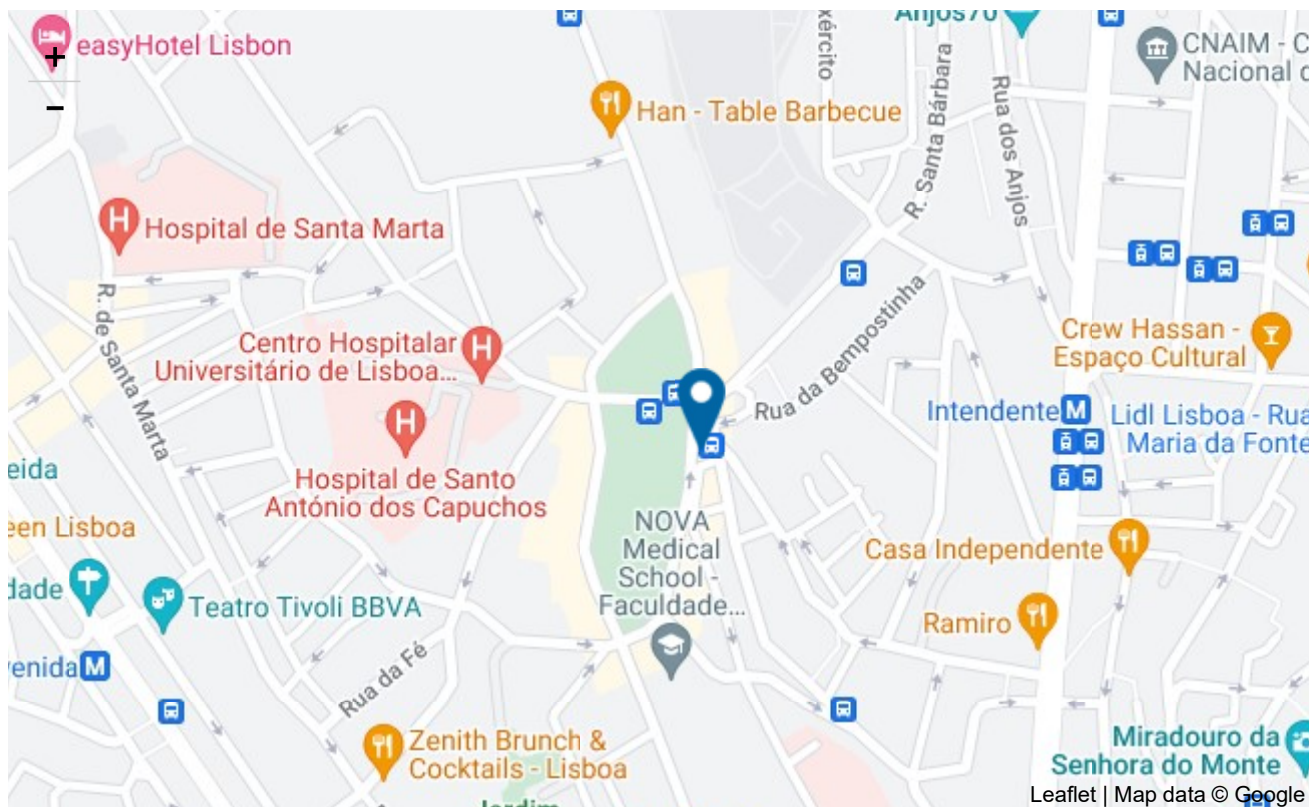 easyHotel Lisbon
+
−
Anjos70
xército
CNAIM - C
Nacional d
Han - Table Barbecue
R. Santa Bárbara
Rua dos Anjos
H
Hospital de Santa Marta
R. de Santa Marta
Centro Hospitalar
Universitário de Lisboa...
H
H
Hospital de Santo
António dos Capuchos
Rua da Bempostinha
Crew Hassan -
Espaço Cultural
Intendente
M
Lidl Lisboa - Rua
Maria da Fonte
eida
een Lisboa
dade
Teatro Tivoli BBVA
NOVA
Medical
School -
Faculdade...
Casa Independente
Ramiro
enida
M
Rua da Fé
Zenith Brunch &
Cocktails - Lisboa
Jardim
Miradouro da
Senhora do Monte
Leaflet | Map data © Google